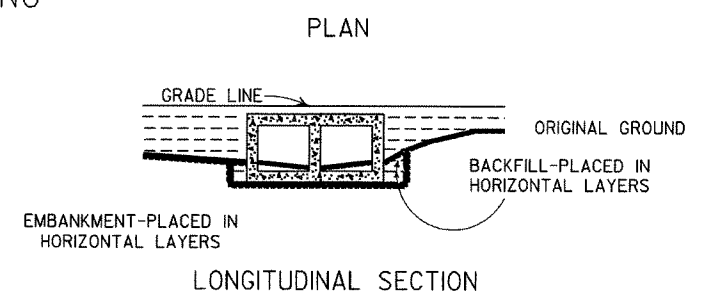 PLAN
GRADE LINE
ORIGINAL GROUND
BACKFILL-PLACED IN
HORIZONTAL LAYERS
EMBANKMENT-PLACED IN
HORIZONTAL LAYERS
LONGITUDINAL SECTION